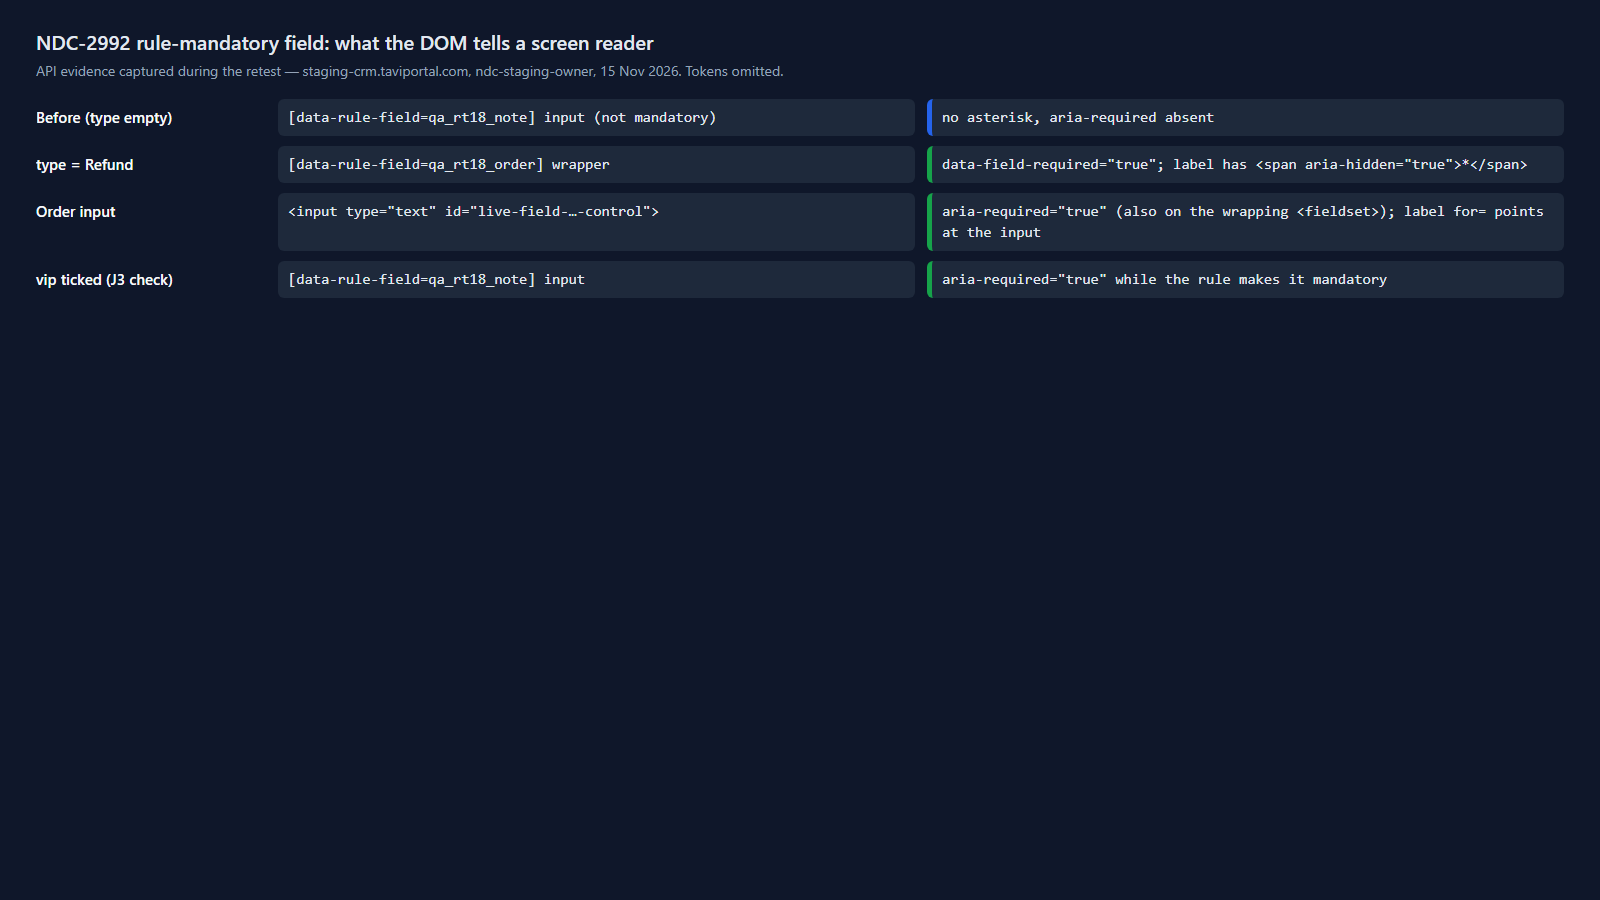 NDC-2992 rule-mandatory field: what the DOM tells a screen reader
API evidence captured during the retest — staging-crm.taviportal.com, ndc-staging-owner, 15 Nov 2026. Tokens omitted.
Before (type empty)
[data-rule-field=qa_rt18_note] input (not mandatory)
no asterisk, aria-required absent
type = Refund
[data-rule-field=qa_rt18_order] wrapper
data-field-required="true"; label has <span aria-hidden="true">*</span>
Order input
<input type="text" id="live-field-…-control">
aria-required="true" (also on the wrapping <fieldset>); label for= points
at the input
vip ticked (J3 check)
[data-rule-field=qa_rt18_note] input
aria-required="true" while the rule makes it mandatory